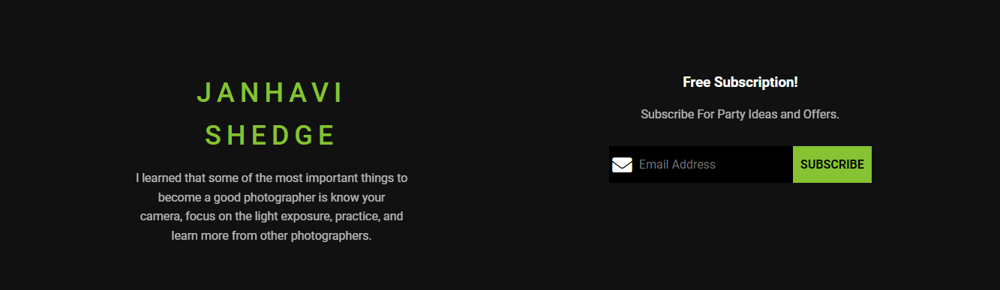 JANHAVI
SHEDGE
I learned that some of the most important things to
become a good photographer is know your
camera, focus on the light exposure, practice, and
learn more from other photographers.
Free Subscription!
Subscribe For Party Ideas and Offers.
Email Address
SUBSCRIBE